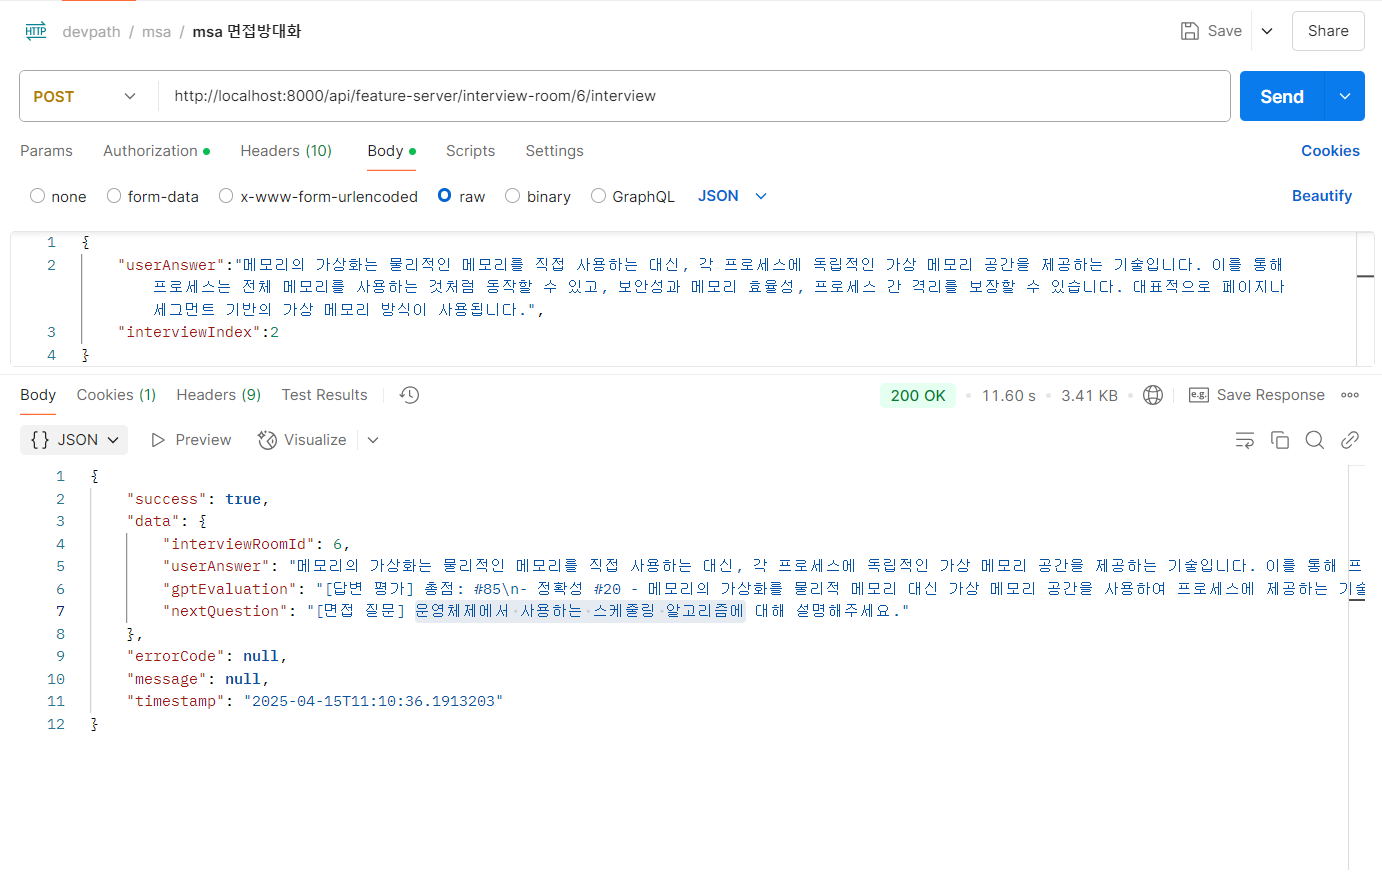 HTTP devpath / msa / msa 면접방대화 Save Share
POST http://localhost:8000/api/feature-server/interview-room/6/interview Send
Params Authorization Headers (10) Body Scripts Settings Cookies
none form-data x-www-form-urlencoded raw binary GraphQL JSON Beautify
1 {
2 "userAnswer":"메모리의 가상화는 물리적인 메모리를 직접 사용하는 대신, 각 프로세스에 독립적인 가상 메모리 공간을 제공하는 기술입니다. 이를 통해
프로세스는 전체 메모리를 사용하는 것처럼 동작할 수 있고, 보안성과 메모리 효율성, 프로세스 간 격리를 보장할 수 있습니다. 대표적으로 페이지나
세그먼트 기반의 가상 메모리 방식이 사용됩니다.",
3 "interviewIndex":2
4 }
Body Cookies (1) Headers (9) Test Results 200 OK 11.60 s 3.41 KB e.g. Save Response
{} JSON Preview Visualize
1 {
2 "success": true,
3 "data": {
4 "interviewRoomId": 6,
5 "userAnswer": "메모리의 가상화는 물리적인 메모리를 직접 사용하는 대신, 각 프로세스에 독립적인 가상 메모리 공간을 제공하는 기술입니다. 이를 통해 프
6 "gptEvaluation": "[답변 평가] 총점: #85\n- 정확성 #20 - 메모리의 가상화를 물리적 메모리 대신 가상 메모리 공간을 사용하여 프로세스에 제공하는 기술
7 "nextQuestion": "[면접 질문] 운영체제에서 사용하는 스케줄링 알고리즘에 대해 설명해주세요."
8 },
9 "errorCode": null,
10 "message": null,
11 "timestamp": "2025-04-15T11:10:36.1913203"
12 }